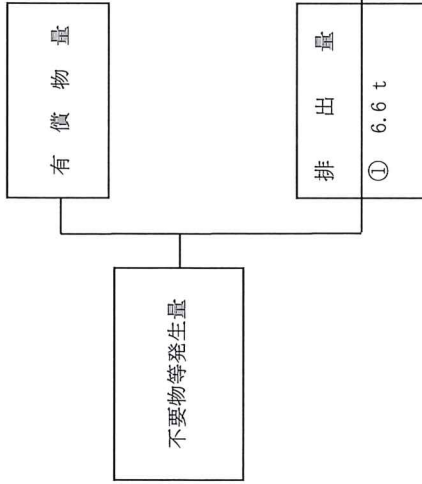 不要物等発生量
有償物量
排出量
① 6.6 t